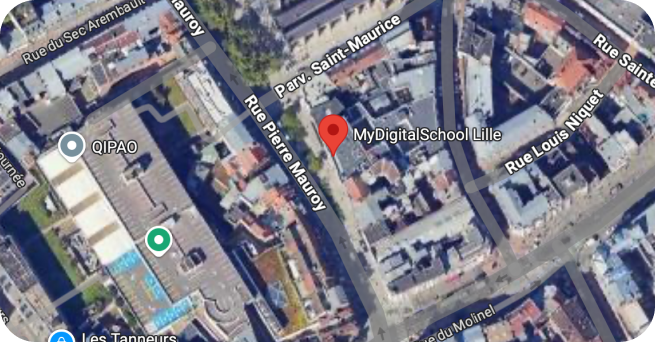 Mauroy
Rue du Sec Arembault
Parv. Saint-Maurice
Rue Sainte
MyDigitalSchool Lille
QIPAO
Rue Pierre Mauroy
Rue Louis Niquet
ournée
Rue du Molinel
Les Tanneurs